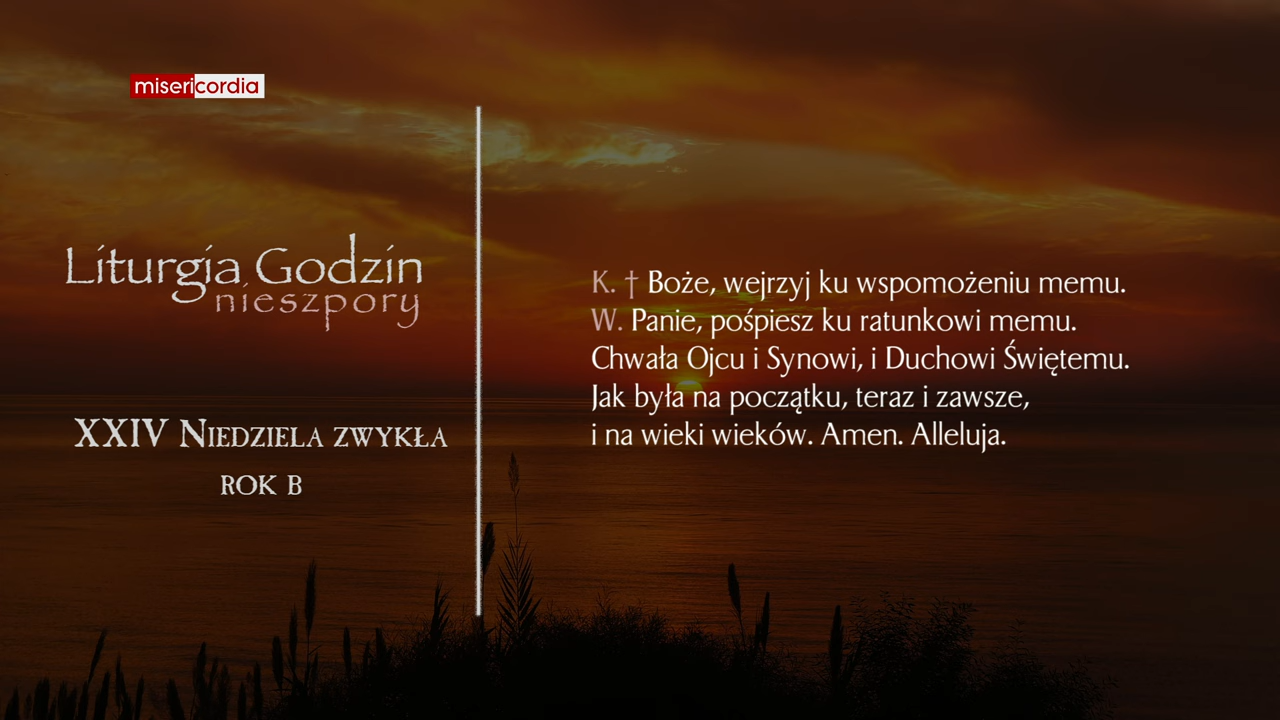 misericordia
Liturgia Godzin
nieszpory
XXIV Niedziela zwykła
rok B
K. † Boże, wejrzyj ku wspomożeniu memu.
W. Panie, pośpiesz ku ratunkowi memu.
Chwała Ojcu i Synowi, i Duchowi Świętemu.
Jak była na początku, teraz i zawsze,
i na wieki wieków. Amen. Alleluja.